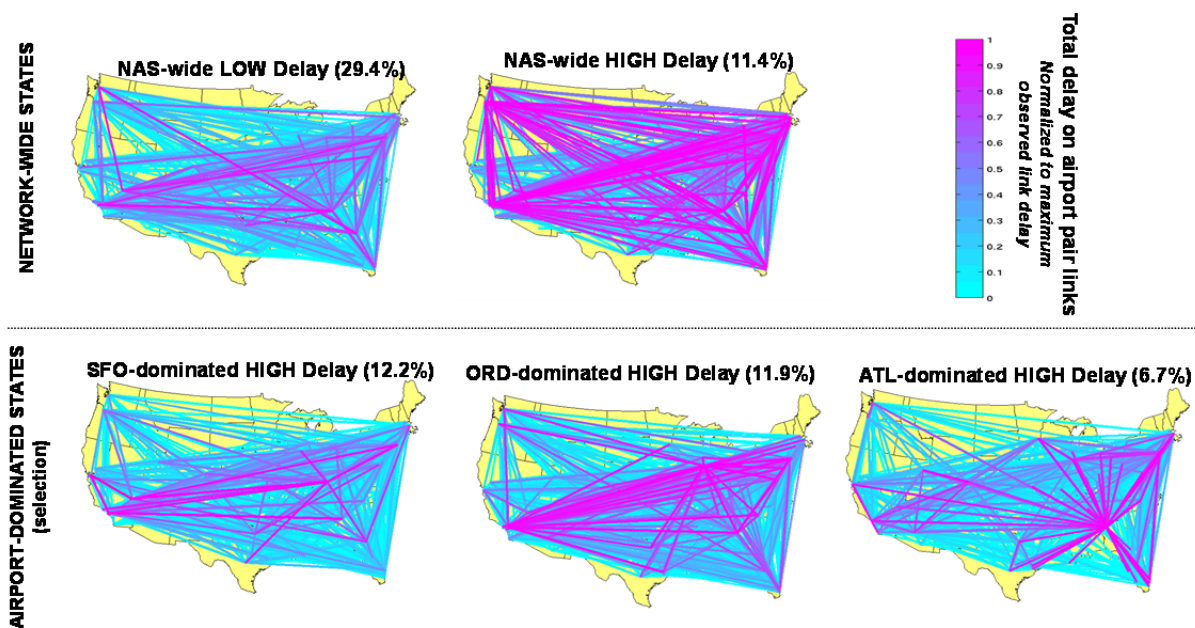 NETWORK-WIDE STATES
NAS-wide LOW Delay (29.4%)
NAS-wide HIGH Delay (11.4%)
1
0.9
0.8
0.7
0.6
0.5
0.4
0.3
0.2
0.1
0
Total delay on airport pair links
Normalized to maximum
observed link delay
AIRPORT-DOMINATED STATES
(selection)
SFO-dominated HIGH Delay (12.2%)
ORD-dominated HIGH Delay (11.9%)
ATL-dominated HIGH Delay (6.7%)